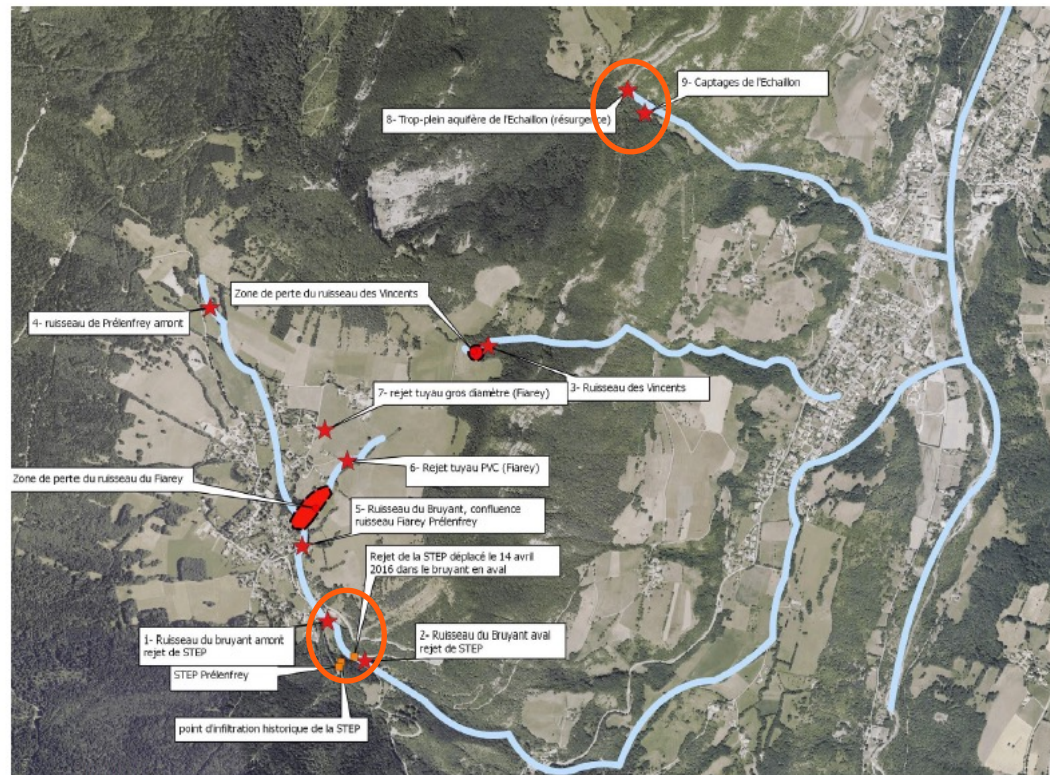 9- Captages de l'Echaillon
8- Trop-plein aquifère de l'Echaillon (résurgence)
Zone de perte du ruisseau des Vincents
4- ruisseau de Prélenfrey amont
3- Ruisseau des Vincents
7- rejet tuyau gros diamètre (Fiarey)
6- Rejet tuyau PVC (Fiarey)
Zone de perte du ruisseau du Fiarey
5- Ruisseau du Bruyant, confluence
ruisseau Fiarey Prélenfrey
Rejet de la STEP déplacé le 14 avril
2016 dans le bruyant en aval
1- Ruisseau du bruyant amont
rejet de STEP
2- Ruisseau du Bruyant aval
rejet de STEP
STEP Prélenfrey
point d'infiltration historique de la STEP